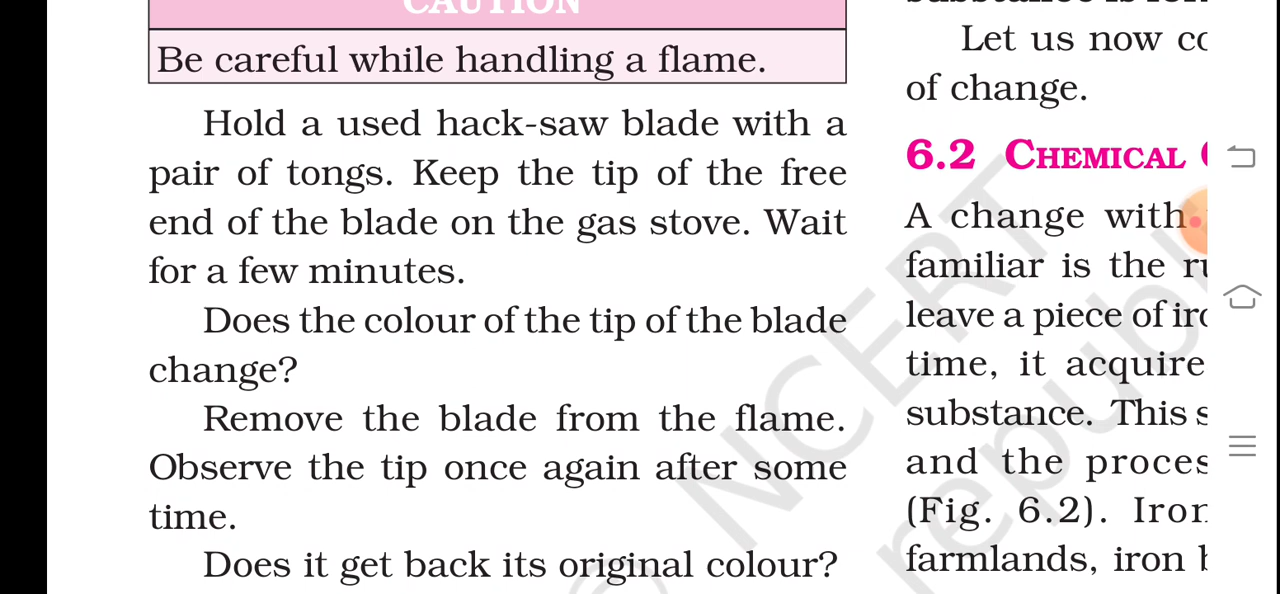 CAUTION
Be careful while handling a flame.
Hold a used hack-saw blade with a
pair of tongs. Keep the tip of the free
end of the blade on the gas stove. Wait
for a few minutes.
Does the colour of the tip of the blade
change?
Remove the blade from the flame.
Observe the tip once again after some
time.
Does it get back its original colour?
Let us now
of change.
6.2 CHEMICAL
A change with
familiar is the
leave a piece of
time, it acquire
substance. This
and the
(Fig. 6.2). Iron
farmlands, iron
© NCERT